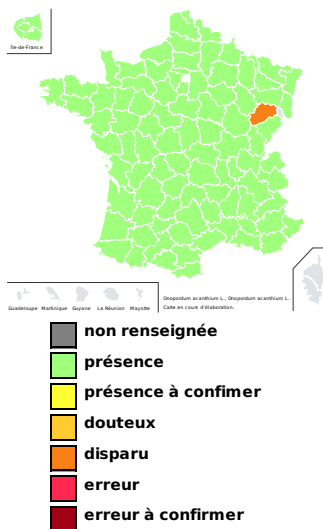 Île-de-France
Guadeloupe Martinique Guyane La Réunion Mayotte
Onopordum acanthium L., Onopordum acanthium L.
Carte en cours d'élaboration.
non renseignée
présence
présence à confimer
douteux
disparu
erreur
erreur à confirmer